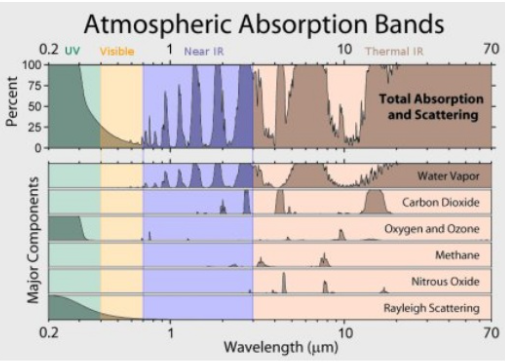 Atmospheric Absorption Bands
0.2 UV Visible 1 Near IR 10 Thermal IR 70
Percent
100
75
50
25
0
Total Absorption
and Scattering
Major Components
Water Vapor
Carbon Dioxide
Oxygen and Ozone
Methane
Nitrous Oxide
Rayleigh Scattering
0.2 1 10 70
Wavelength (μm)